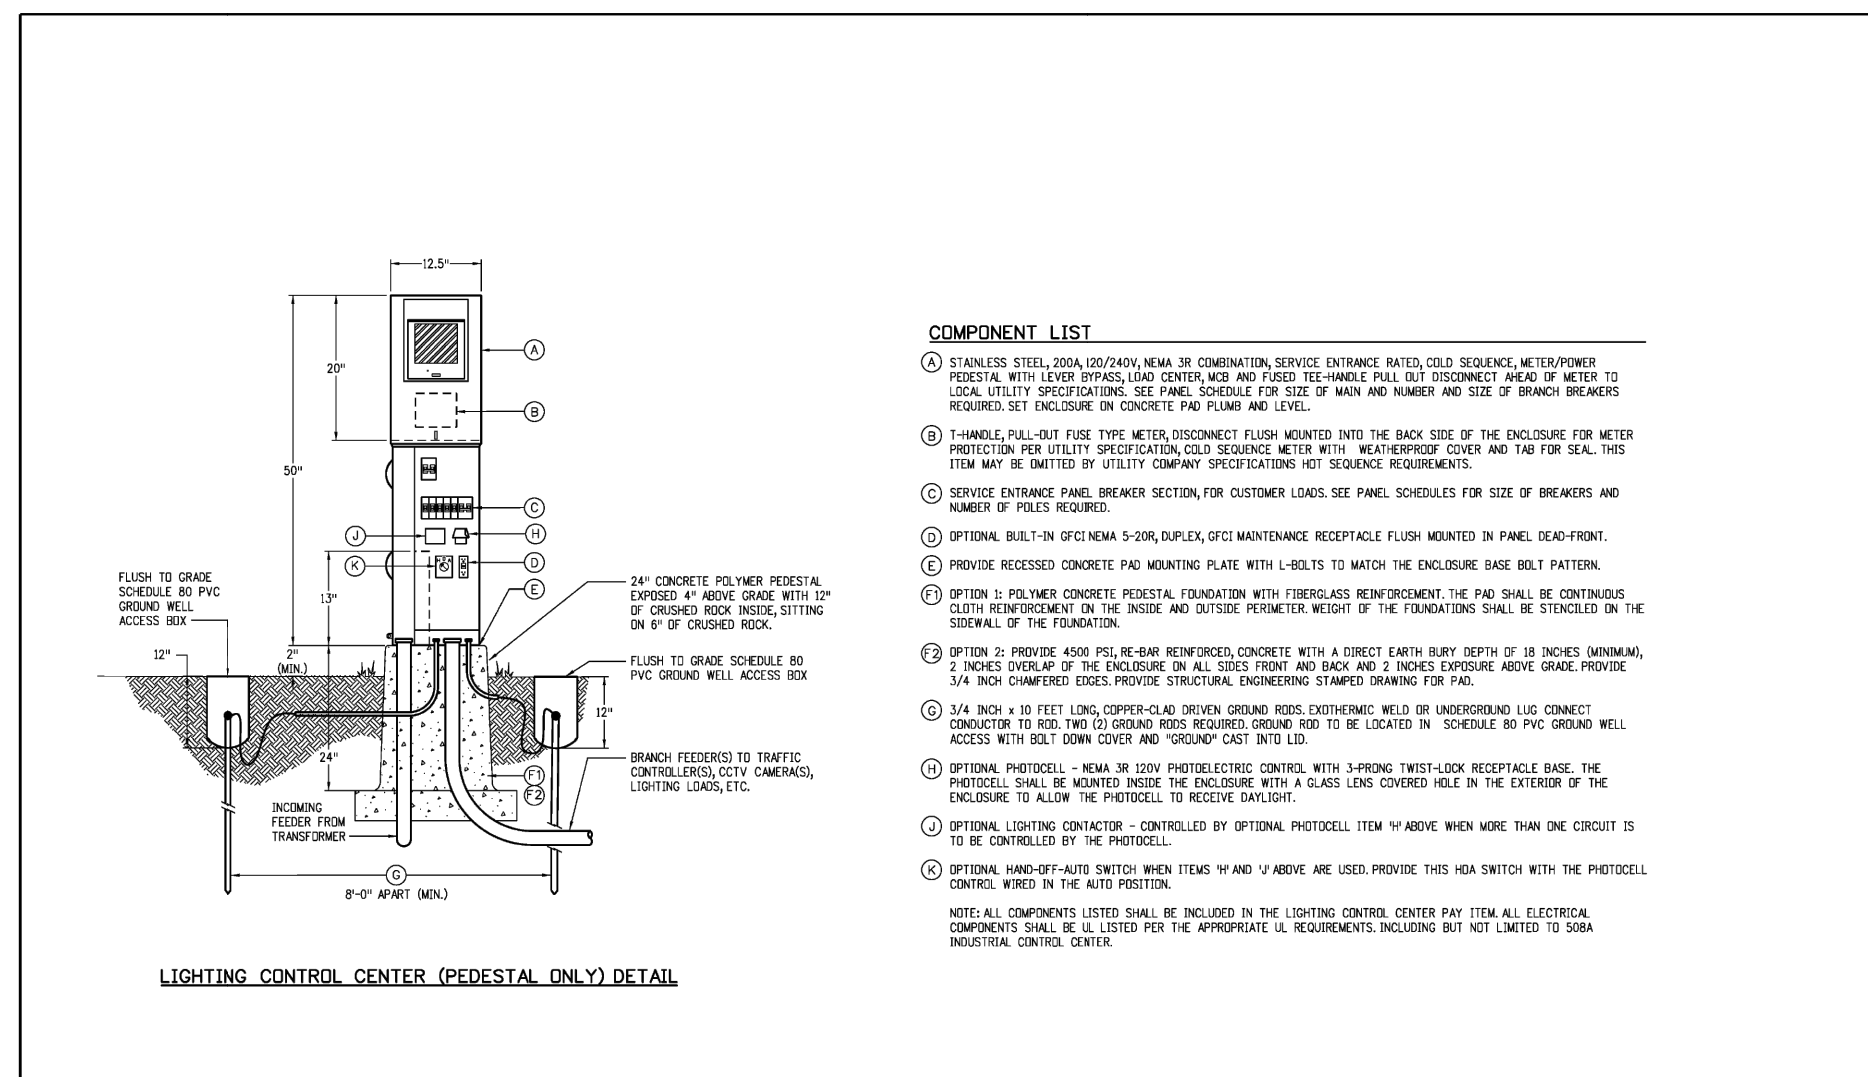 12.5"
A
20"
B
50"
C
J
H
K
D
E
13"
FLUSH TO GRADE
SCHEDULE 80 PVC
GROUND WELL
ACCESS BOX
24" CONCRETE POLYMER PEDESTAL
EXPOSED 4" ABOVE GRADE WITH 12"
OF CRUSHED ROCK INSIDE, SITTING
ON 6" OF CRUSHED ROCK.
12"
2"
(MIN.)
FLUSH TO GRADE SCHEDULE 80
PVC GROUND WELL ACCESS BOX
12"
24"
BRANCH FEEDER(S) TO TRAFFIC
CONTROLLER(S), CCTV CAMERA(S),
LIGHTING LOADS, ETC.
F1
F2
INCOMING
FEEDER FROM
TRANSFORMER
G
8'-0" APART (MIN.)
LIGHTING CONTROL CENTER (PEDESTAL ONLY) DETAIL
COMPONENT LIST
A STAINLESS STEEL, 200A, 120/240V, NEMA 3R COMBINATION, SERVICE ENTRANCE RATED, COLD SEQUENCE, METER/POWER
PEDESTAL WITH LEVER BYPASS, LOAD CENTER, MCB AND FUSED TEE-HANDLE PULL OUT DISCONNECT AHEAD OF METER TO
LOCAL UTILITY SPECIFICATIONS. SEE PANEL SCHEDULE FOR SIZE OF MAIN AND NUMBER AND SIZE OF BRANCH BREAKERS
REQUIRED. SET ENCLOSURE ON CONCRETE PAD PLUMB AND LEVEL.
B T-HANDLE, PULL-OUT FUSE TYPE METER, DISCONNECT FLUSH MOUNTED INTO THE BACK SIDE OF THE ENCLOSURE FOR METER
PROTECTION PER UTILITY SPECIFICATION, COLD SEQUENCE METER WITH WEATHERPROOF COVER AND TAB FOR SEAL. THIS
ITEM MAY BE OMITTED BY UTILITY COMPANY SPECIFICATIONS HOT SEQUENCE REQUIREMENTS.
C SERVICE ENTRANCE PANEL BREAKER SECTION, FOR CUSTOMER LOADS. SEE PANEL SCHEDULES FOR SIZE OF BREAKERS AND
NUMBER OF POLES REQUIRED.
D OPTIONAL BUILT-IN GFCI NEMA 5-20R, DUPLEX, GFCI MAINTENANCE RECEPTACLE FLUSH MOUNTED IN PANEL DEAD-FRONT.
E PROVIDE RECESSED CONCRETE PAD MOUNTING PLATE WITH L-BOLTS TO MATCH THE ENCLOSURE BASE BOLT PATTERN.
F1 OPTION 1: POLYMER CONCRETE PEDESTAL FOUNDATION WITH FIBERGLASS REINFORCEMENT. THE PAD SHALL BE CONTINUOUS
CLOTH REINFORCEMENT ON THE INSIDE AND OUTSIDE PERIMETER. WEIGHT OF THE FOUNDATIONS SHALL BE STENCILED ON THE
SIDEWALL OF THE FOUNDATION.
F2 OPTION 2: PROVIDE 4500 PSI, RE-BAR REINFORCED, CONCRETE WITH A DIRECT EARTH BURY DEPTH OF 18 INCHES (MINIMUM),
2 INCHES OVERLAP OF THE ENCLOSURE ON ALL SIDES FRONT AND BACK AND 2 INCHES EXPOSURE ABOVE GRADE. PROVIDE
3/4 INCH CHAMFERED EDGES. PROVIDE STRUCTURAL ENGINEERING STAMPED DRAWING FOR PAD.
G 3/4 INCH x 10 FEET LONG, COPPER-CLAD DRIVEN GROUND RODS. EXOTHERMIC WELD OR UNDERGROUND LUG CONNECT
CONDUCTOR TO ROD. TWO (2) GROUND RODS REQUIRED. GROUND ROD TO BE LOCATED IN SCHEDULE 80 PVC GROUND WELL
ACCESS WITH BOLT DOWN COVER AND "GROUND" CAST INTO LID.
H OPTIONAL PHOTOCELL - NEMA 3R 120V PHOTOELECTRIC CONTROL WITH 3-PRONG TWIST-LOCK RECEPTACLE BASE. THE
PHOTOCELL SHALL BE MOUNTED INSIDE THE ENCLOSURE WITH A GLASS LENS COVERED HOLE IN THE EXTERIOR OF THE
ENCLOSURE TO ALLOW THE PHOTOCELL TO RECEIVE DAYLIGHT.
J OPTIONAL LIGHTING CONTACTOR - CONTROLLED BY OPTIONAL PHOTOCELL ITEM 'H' ABOVE WHEN MORE THAN ONE CIRCUIT IS
TO BE CONTROLLED BY THE PHOTOCELL.
K OPTIONAL HAND-OFF-AUTO SWITCH WHEN ITEMS 'H' AND 'J' ABOVE ARE USED. PROVIDE THIS HOA SWITCH WITH THE PHOTOCELL
CONTROL WIRED IN THE AUTO POSITION.
NOTE: ALL COMPONENTS LISTED SHALL BE INCLUDED IN THE LIGHTING CONTROL CENTER PAY ITEM. ALL ELECTRICAL
COMPONENTS SHALL BE UL LISTED PER THE APPROPRIATE UL REQUIREMENTS. INCLUDING BUT NOT LIMITED TO 508A
INDUSTRIAL CONTROL CENTER.